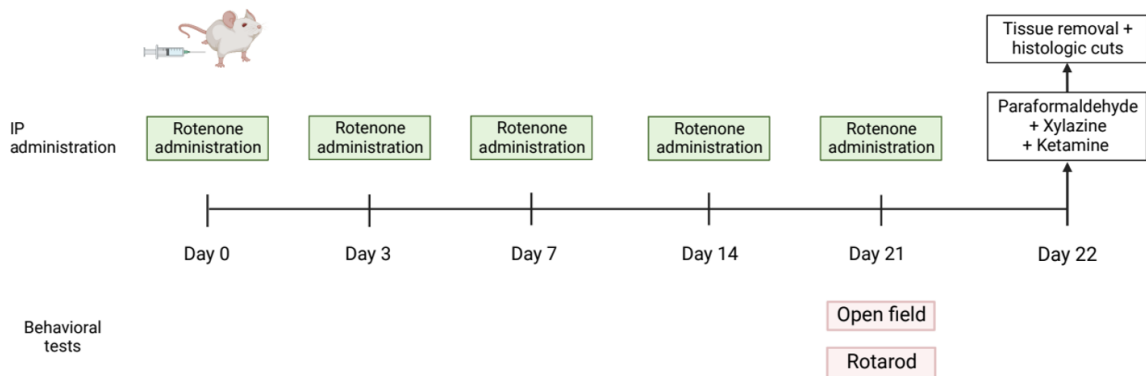 Tissue removal +
histologic cuts
IP
administration
Rotenone
administration
Rotenone
administration
Rotenone
administration
Rotenone
administration
Rotenone
administration
Paraformaldehyde
+ Xylazine
+ Ketamine
Day 0
Day 3
Day 7
Day 14
Day 21
Day 22
Behavioral
tests
Open field
Rotarod